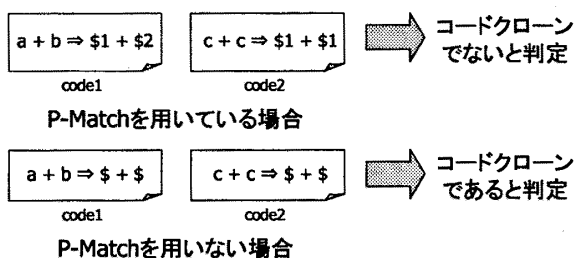 a + b ⇒ $1 + $2
code1
c + c ⇒ $1 + $1
code2
コードクローン
でないと判定
P-Matchを用いている場合
a + b ⇒ $ + $
code1
c + c ⇒ $ + $
code2
コードクローン
であると判定
P-Matchを用いない場合